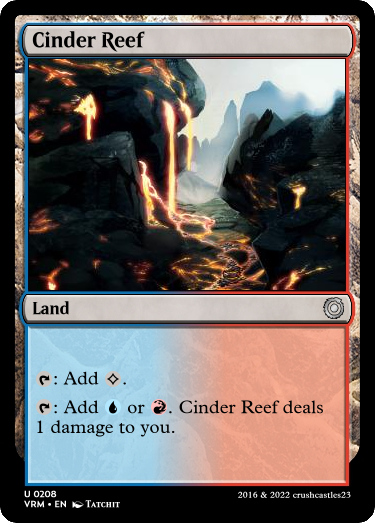 Cinder Reef
Land
: Add .
: Add or . Cinder Reef deals
1 damage to you.
U 0208
VRM • EN Tatchit
2016 & 2022 crushcastles23